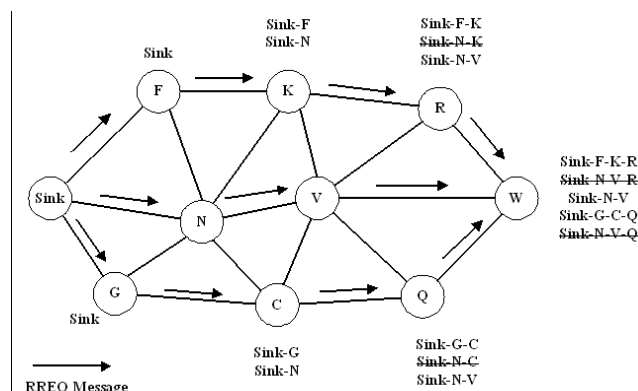 Sink-F
Sink-N
Sink-F-K
Sink-N-K
Sink-N-V
Sink
F
K
R
Sink-F-K-R
Sink-N-V-R
Sink-N-V
Sink-G-C-Q
Sink-N-V-Q
Sink
N
V
W
G
C
Q
Sink
Sink-G
Sink-N
Sink-G-C
Sink-N-C
Sink-N-V
RREQ Message